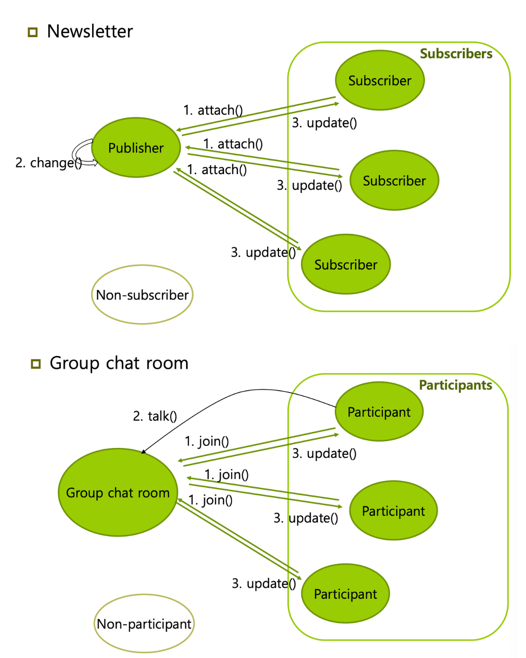 Newsletter
Subscribers
Subscriber
1. attach()
3. update()
Publisher
1. attach()
2. change()
1. attach()
3. update()
Subscriber
3. update()
Subscriber
Non-subscriber
Group chat room
Participants
2. talk()
Participant
1. join()
3. update()
1. join()
Group chat room
1. join()
3. update()
Participant
3. update()
Participant
Non-participant